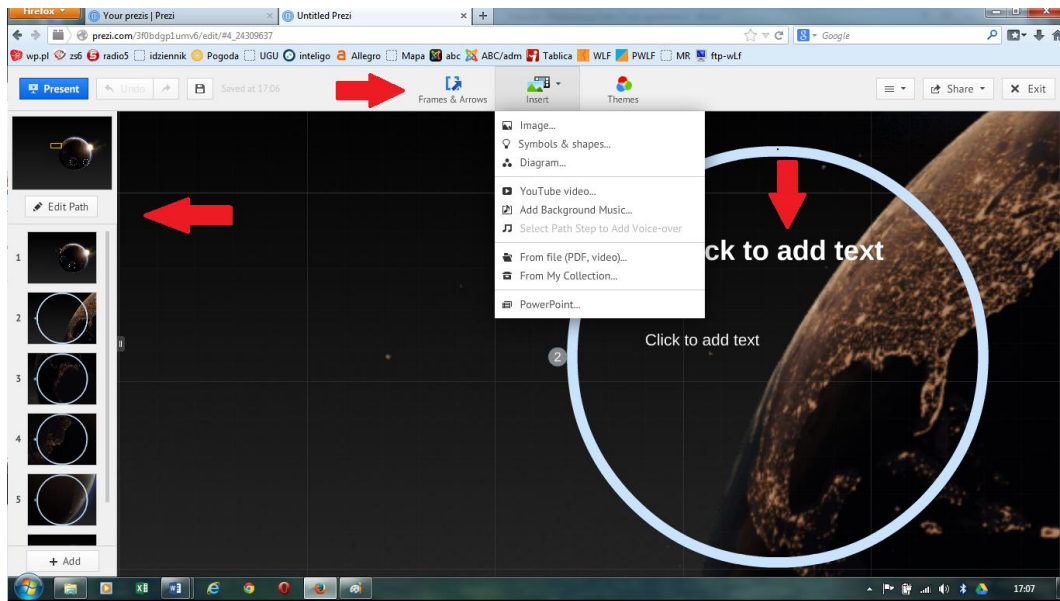 Firefox
Your prezis | Prezi
Untitled Prezi
prezi.com/3f0bdgp1umv6/edit/#4_24309637
Google
wp.pl zs6 radio5 idziennik Pogoda UGU inteligo Allegro Mapa abc ABC/adm Tablica WLF PWLF MR ftp-wLf
Present
Undo
Saved at 17:06
Frames & Arrows
Insert
Themes
Share
Exit
Edit Path
1
2
3
4
5
+ Add
Image...
Symbols & shapes...
Diagram...
YouTube video...
Add Background Music...
Select Path Step to Add Voice-over
From file (PDF, video)...
From My Collection...
PowerPoint...
ck to add text
Click to add text
2
17:07